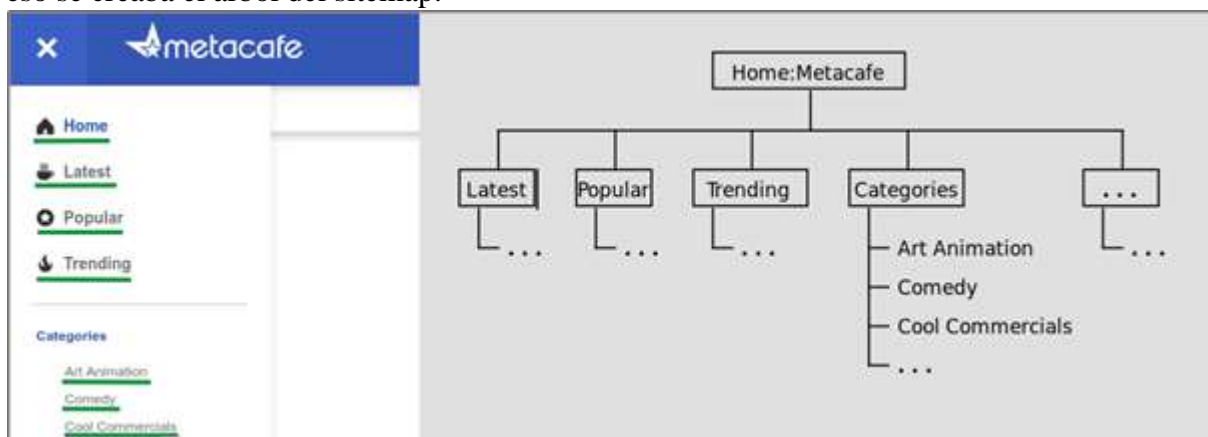 eso se creaba el árbol del sitemap.
× metacafe
Home
Latest
Popular
Trending
Categories
Art Animation
Comedy
Cool Commercials
Home:Metacafe
Latest Popular Trending Categories ...
... ... ... ...
Art Animation
Comedy
Cool Commercials
...